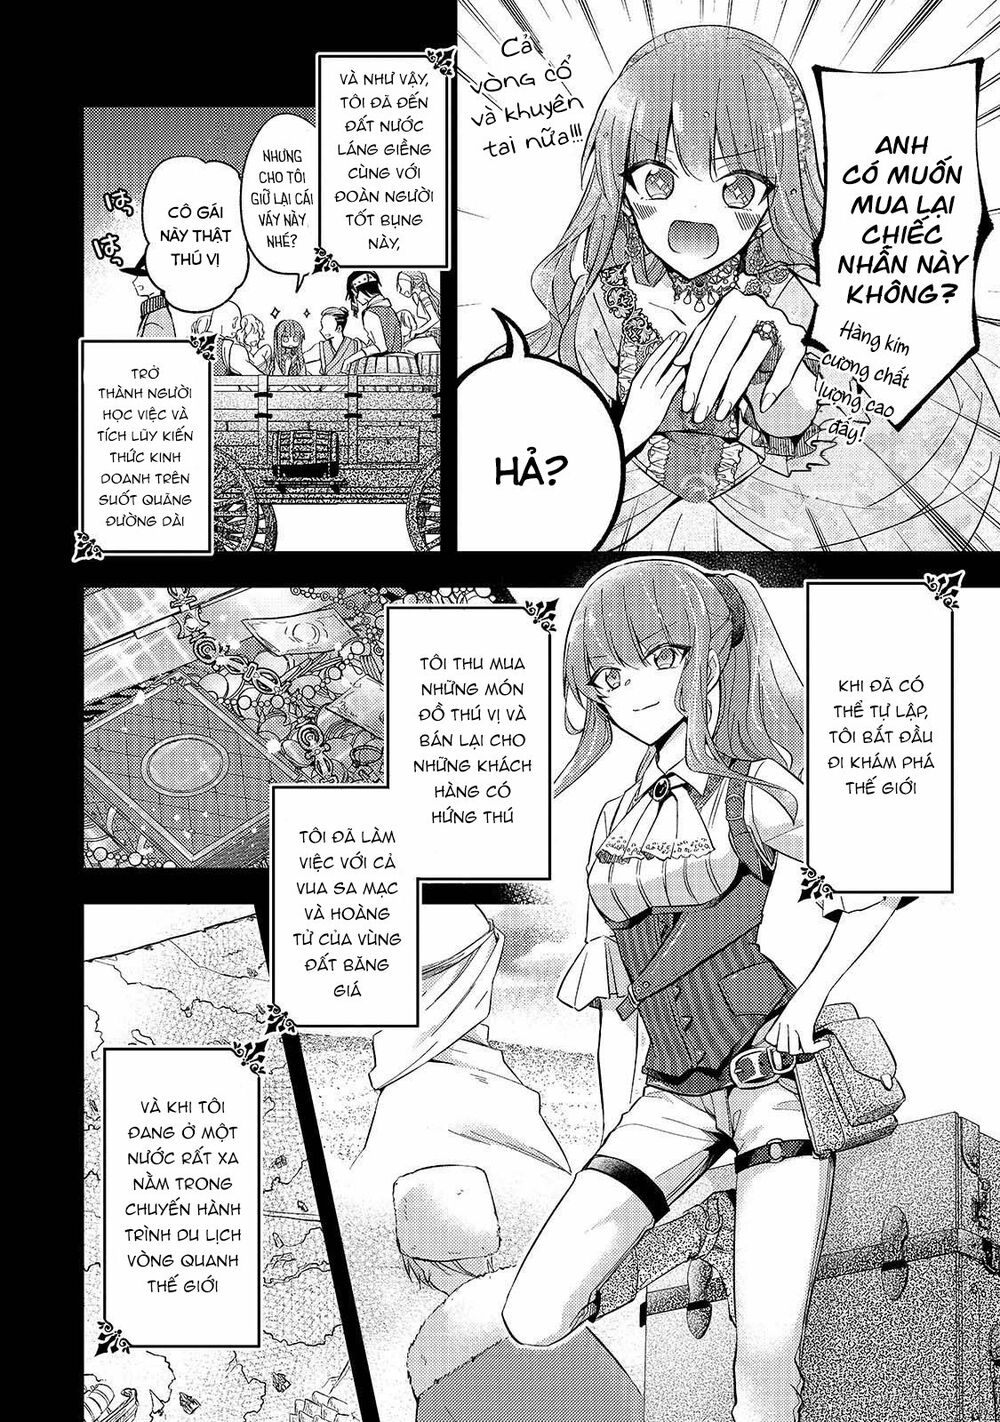 ANH
CÓ MUỐN
MUA LẠI
CHIẾC
NHẪN NÀY
KHÔNG?
Hàng kim
cương chất
lượng cao
đấy!
Cả
vòng cổ
và khuyên
tai nữa!!!
HẢ?
VÀ NHƯ VẬY,
TÔI ĐÃ ĐẾN
ĐẤT NƯỚC
LÁNG GIỀNG
CÙNG VỚI
ĐOÀN NGƯỜI
TỐT BỤNG
NÀY,
NHƯNG
CHO TÔI
GIỮ LẠI CÁI
VÁY NÀY
NHÉ?
CÔ GÁI
NÀY THẬT
THÚ VỊ
はっ
はっ
TRỞ
THÀNH NGƯỜI
HỌC VIỆC VÀ
TÍCH LŨY KIẾN
THỨC KINH
DOANH TRÊN
SUỐT QUÃNG
ĐƯỜNG DÀI
KHI ĐÃ CÓ
THỂ TỰ LẬP,
TÔI BẮT ĐẦU
ĐI KHÁM PHÁ
THẾ GIỚI
TÔI THU MUA
NHỮNG MÓN
ĐỒ THÚ VỊ VÀ
BÁN LẠI CHO
NHỮNG KHÁCH
HÀNG CÓ
HỨNG THÚ
TÔI ĐÃ LÀM
VIỆC VỚI CẢ
VUA SA MẠC
VÀ HOÀNG
TỬ CỦA VÙNG
ĐẤT BĂNG
GIÁ
VÀ KHI TÔI
ĐANG Ở MỘT
NƯỚC RẤT XA
NẰM TRONG
CHUYẾN HÀNH
TRÌNH DU LỊCH
VÒNG QUANH
THẾ GIỚI